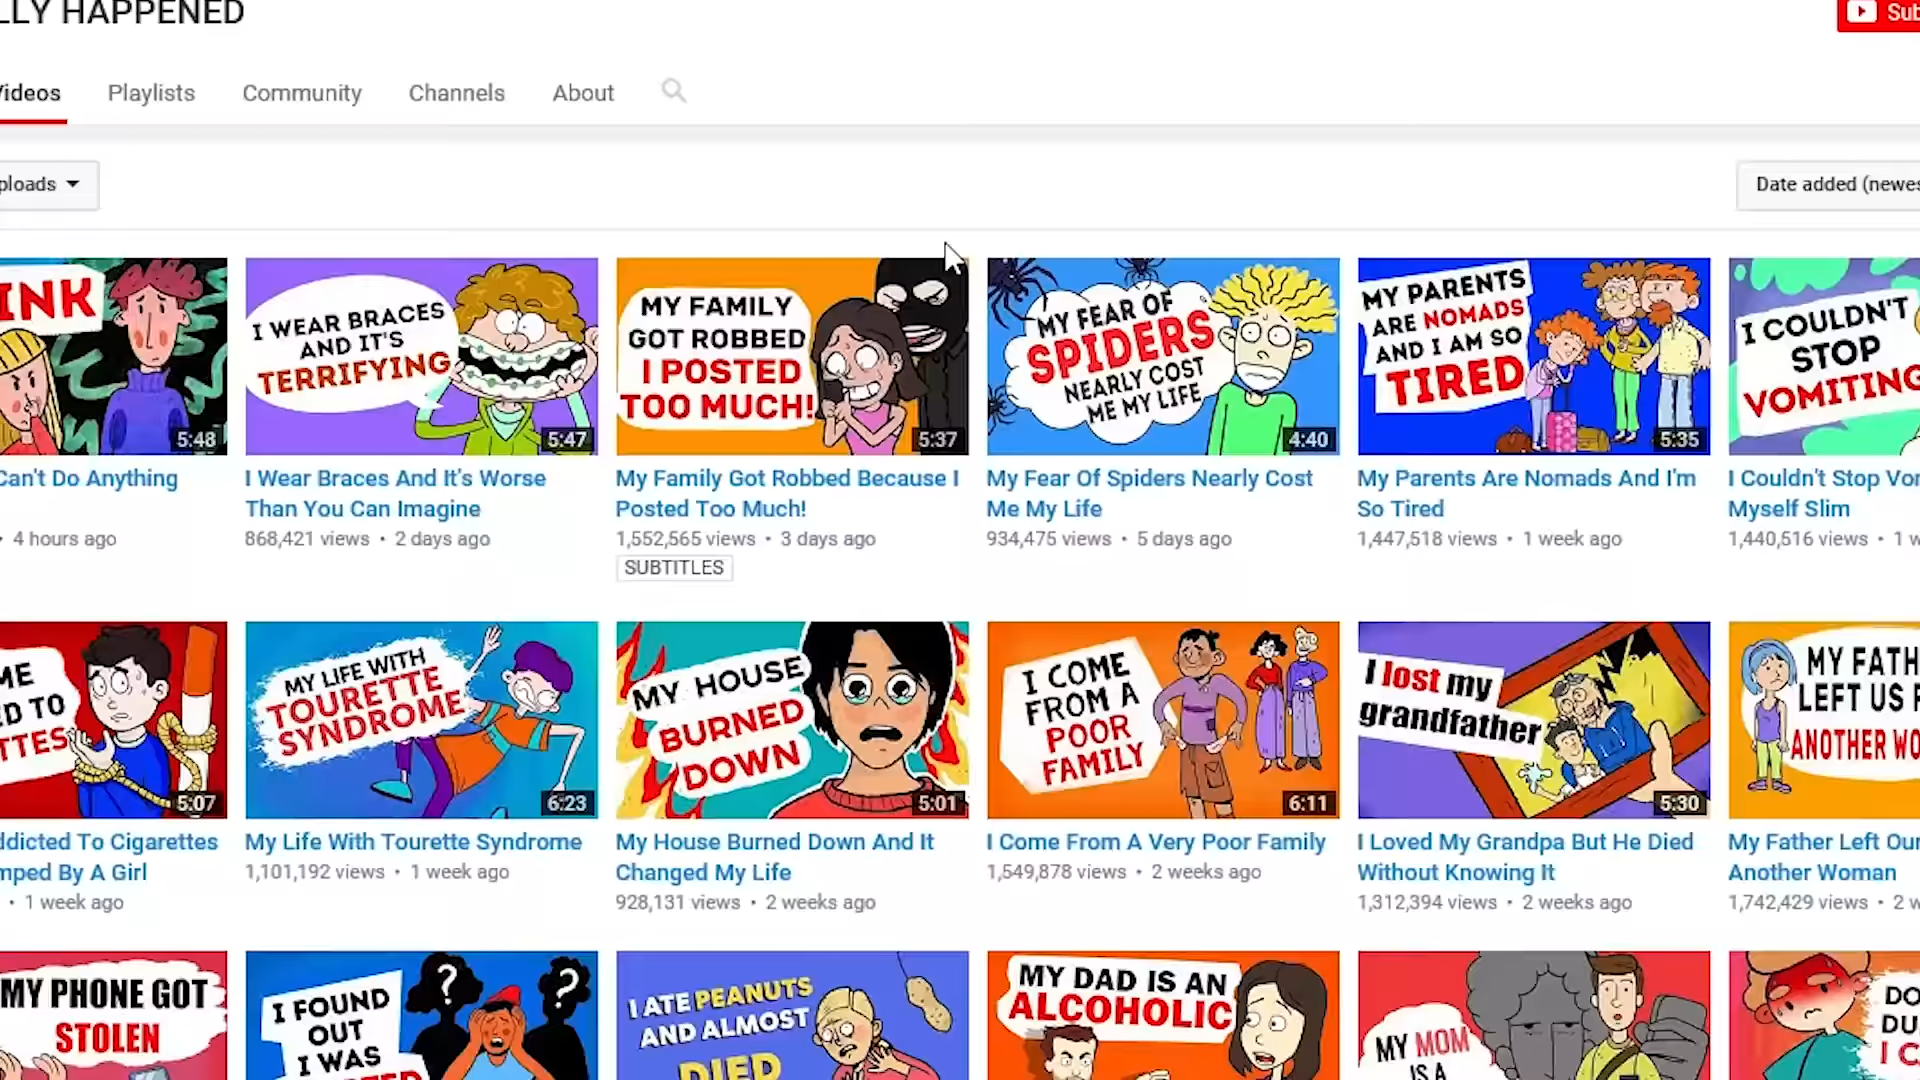 LLY HAPPENED
Sub
Videos Playlists Community Channels About
ploads
Date added (newes
INK
5:48
I WEAR BRACES
AND IT'S
TERRIFYING
5:47
MY FAMILY
GOT ROBBED
I POSTED
TOO MUCH!
5:37
MY FEAR OF
SPIDERS
NEARLY COST
ME MY LIFE
4:40
MY PARENTS
ARE NOMADS
AND I AM SO
TIRED
5:35
I COULDN'T
STOP
VOMITING
Can't Do Anything
4 hours ago
I Wear Braces And It's Worse
Than You Can Imagine
868,421 views • 2 days ago
My Family Got Robbed Because I
Posted Too Much!
1,552,565 views • 3 days ago
SUBTITLES
My Fear Of Spiders Nearly Cost
Me My Life
934,475 views • 5 days ago
My Parents Are Nomads And I'm
So Tired
1,447,518 views • 1 week ago
I Couldn't Stop Vor
Myself Slim
1,440,516 views • 1 w
ME
ED TO
TTES
5:07
MY LIFE WITH
TOURETTE
SYNDROME
6:23
MY HOUSE
BURNED
DOWN
5:01
I COME
FROM A
POOR
FAMILY
6:11
I lost my
grandfather
5:30
MY FATH
LEFT US F
ANOTHER WO
ddicted To Cigarettes
mped By A Girl
• 1 week ago
My Life With Tourette Syndrome
1,101,192 views • 1 week ago
My House Burned Down And It
Changed My Life
928,131 views • 2 weeks ago
I Come From A Very Poor Family
1,549,878 views • 2 weeks ago
I Loved My Grandpa But He Died
Without Knowing It
1,312,394 views • 2 weeks ago
My Father Left Our
Another Woman
1,742,429 views • 2 w
MY PHONE GOT
STOLEN
I FOUND
OUT
I WAS
? ?
I ATE PEANUTS
AND ALMOST
DIED
MY DAD IS AN
ALCOHOLIC
MY MOM
IS A
DO
DU
I C